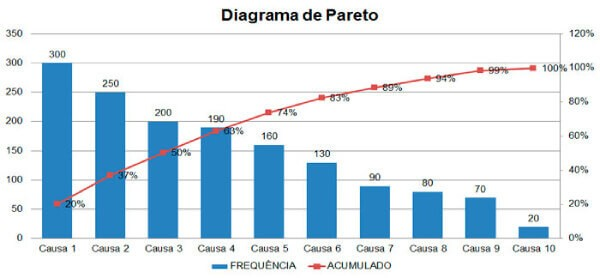 Diagrama de Pareto
350 300 250 200 150 100 50 0
120% 100% 80% 60% 40% 20% 0%
300 250 200 190 160 130 90 80 70 20
20% 37% 50% 63% 74% 83% 89% 94% 99% 100%
Causa 1 Causa 2 Causa 3 Causa 4 Causa 5 Causa 6 Causa 7 Causa 8 Causa 9 Causa 10
FREQUÊNCIA ACUMULADO